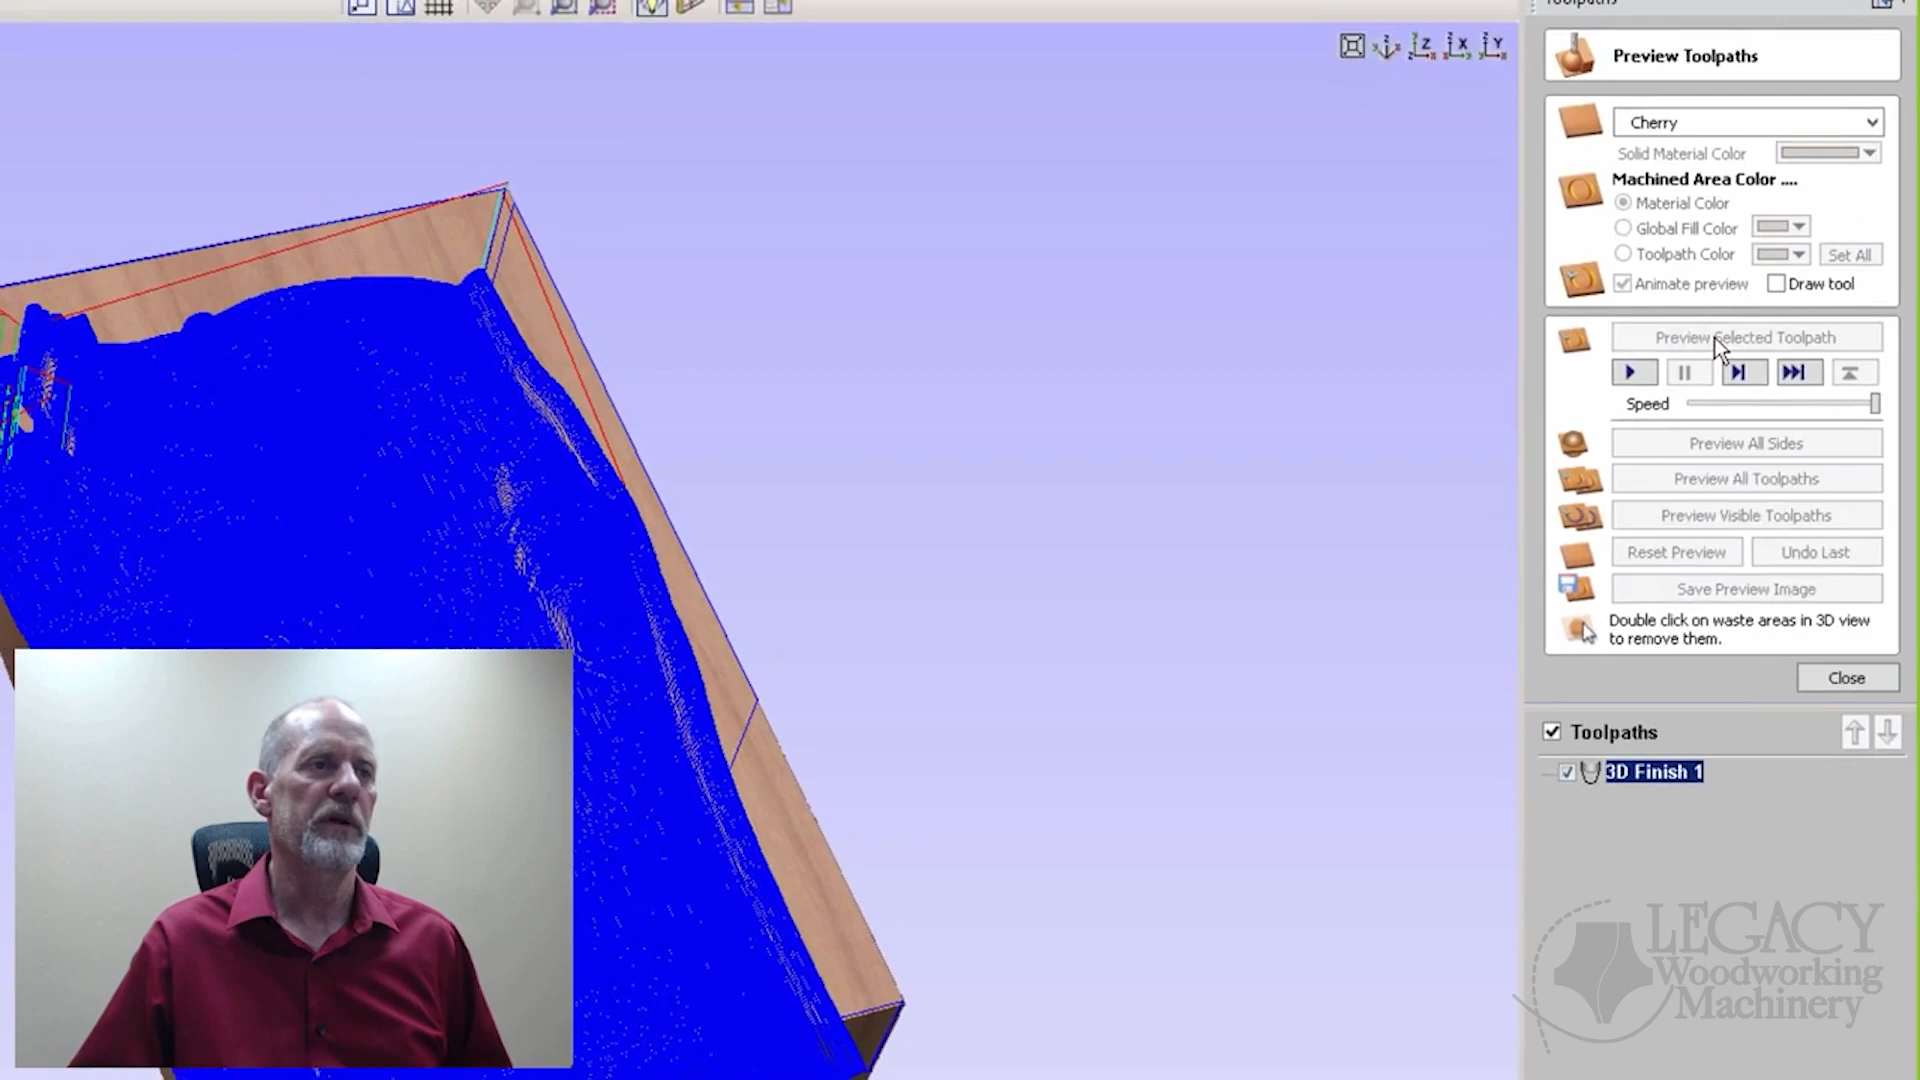 Toolpaths
Z X Y
Preview Toolpaths
Cherry
Solid Material Color
Machined Area Color ....
Material Color
Global Fill Color
Toolpath Color Set All
Animate preview Draw tool
Preview Selected Toolpath
Speed
Preview All Sides
Preview All Toolpaths
Preview Visible Toolpaths
Reset Preview Undo Last
Save Preview Image
Double click on waste areas in 3D view
to remove them.
Close
Toolpaths
3D Finish 1
LEGACY
Woodworking
Machinery